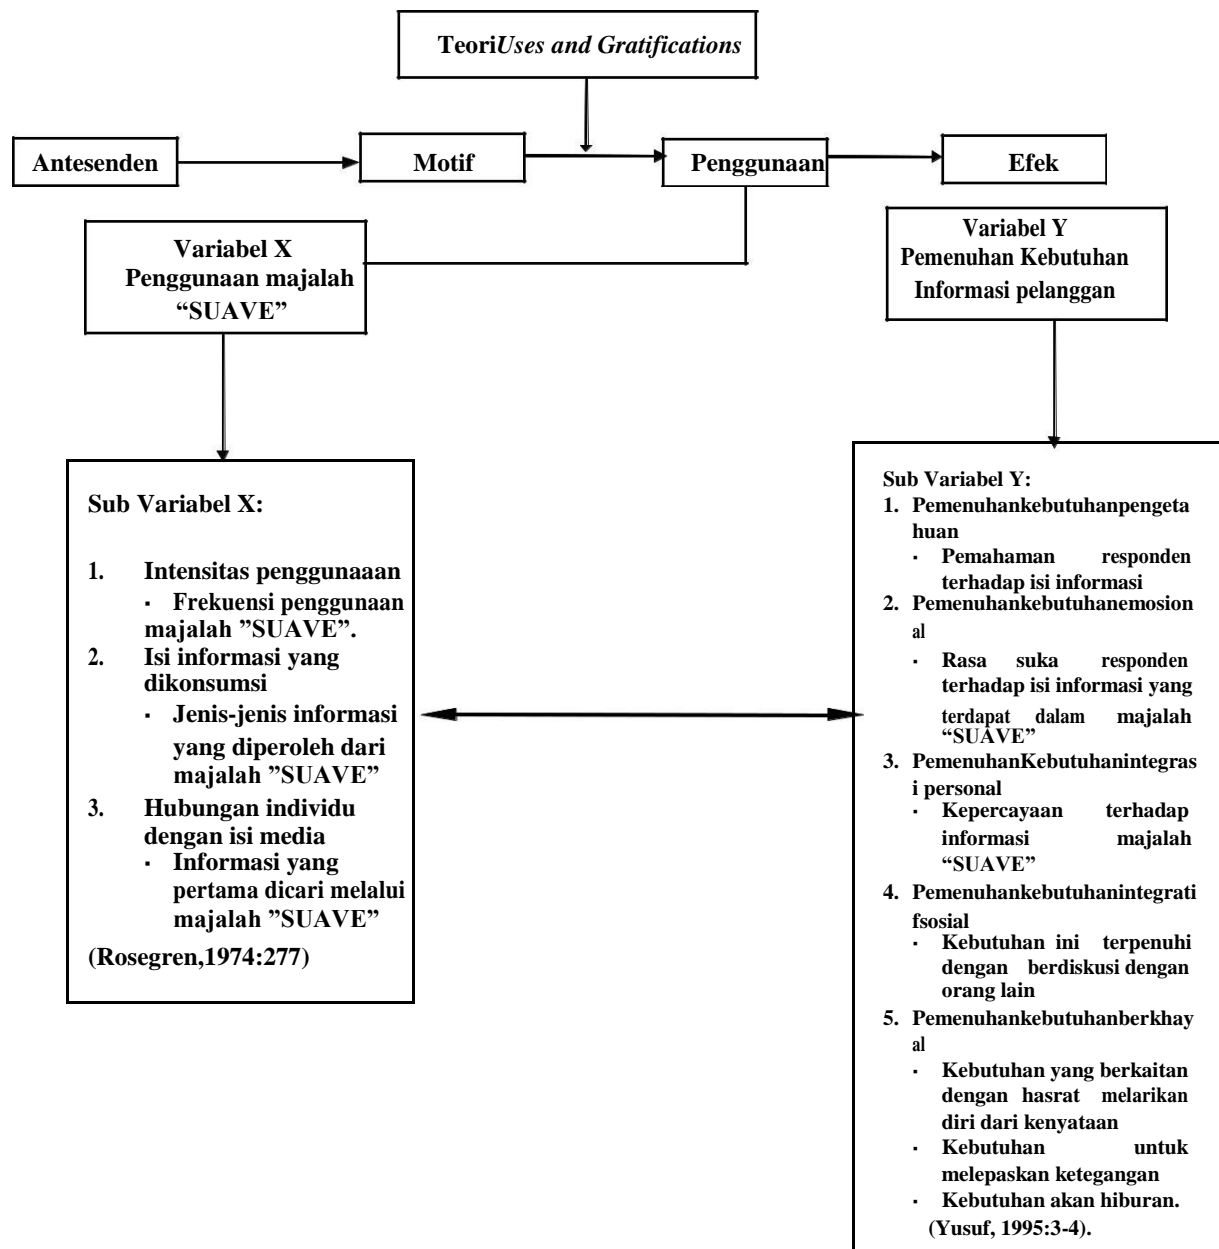 Teori Uses and Gratifications
Antesenden
Motif
Penggunaan
Efek
Variabel X
Penggunaan majalah
“SUAVE”
Variabel Y
Pemenuhan Kebutuhan
Informasi pelanggan
Sub Variabel X:
1. Intensitas penggunaaan
· Frekuensi penggunaan
majalah ”SUAVE”.
2. Isi informasi yang
dikonsumsi
· Jenis-jenis informasi
yang diperoleh dari
majalah ”SUAVE”
3. Hubungan individu
dengan isi media
· Informasi yang
pertama dicari melalui
majalah ”SUAVE”
(Rosegren,1974:277)
Sub Variabel Y:
1. Pemenuhankebutuhanpengeta
huan
· Pemahaman responden
terhadap isi informasi
2. Pemenuhankebutuhanemosion
al
· Rasa suka responden
terhadap isi informasi yang
terdapat dalam majalah
“SUAVE”
3. PemenuhanKebutuhanintegras
i personal
· Kepercayaan terhadap
informasi majalah
“SUAVE”
4. Pemenuhankebutuhanintegrati
fsosial
· Kebutuhan ini terpenuhi
dengan berdiskusi dengan
orang lain
5. Pemenuhankebutuhanberkhay
al
· Kebutuhan yang berkaitan
dengan hasrat melarikan
diri dari kenyataan
· Kebutuhan untuk
melepaskan ketegangan
· Kebutuhan akan hiburan.
(Yusuf, 1995:3-4).